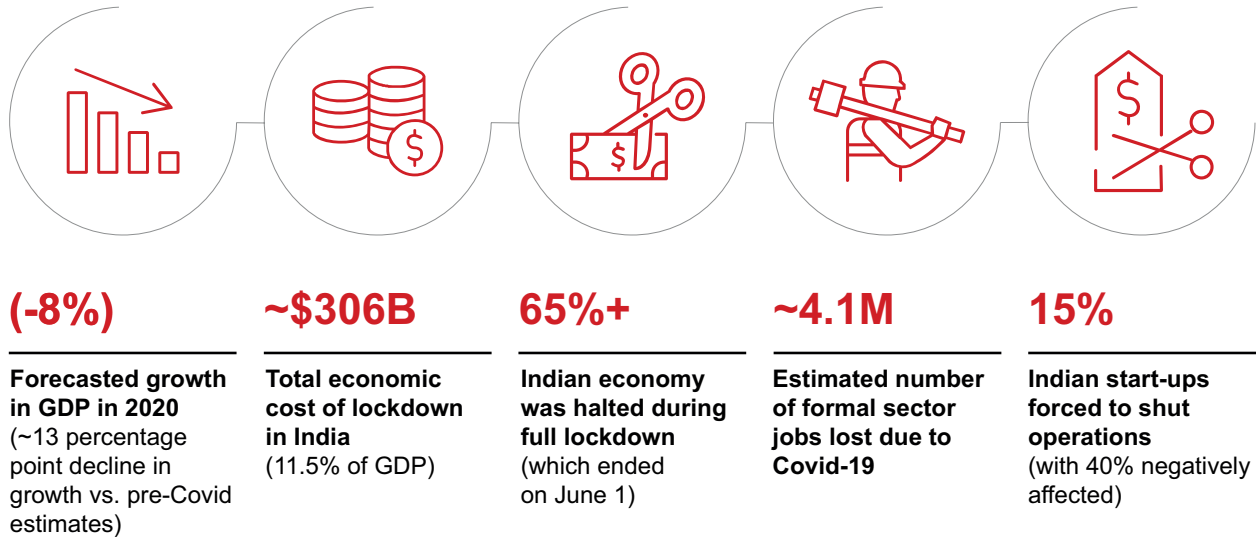 $
$
$
(-8%)
Forecasted growth
in GDP in 2020
(~13 percentage
point decline in
growth vs. pre-Covid
estimates)
~$306B
Total economic
cost of lockdown
in India
(11.5% of GDP)
65%+
Indian economy
was halted during
full lockdown
(which ended
on June 1)
~4.1M
Estimated number
of formal sector
jobs lost due to
Covid-19
15%
Indian start-ups
forced to shut
operations
(with 40% negatively
affected)